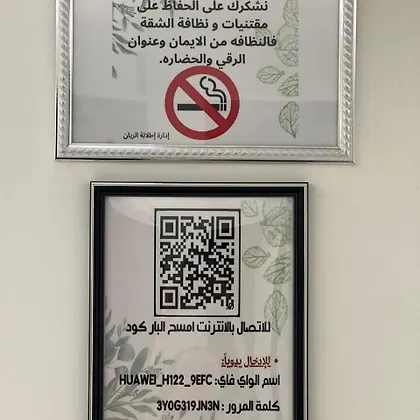 نشكرك على الحفاظ على
مقتنيات و نظافة الشقة
فالنظافه من الايمان وعنوان
الرقي والحضاره.
إدارة إطلالة الريان
للاتصال بالانترنت امسح البار كود
• للإدخال يدوياً:
اسم الواي فاي: HUAWEI_H122_9EFC
كلمة المرور : 3Y0G319JN3N